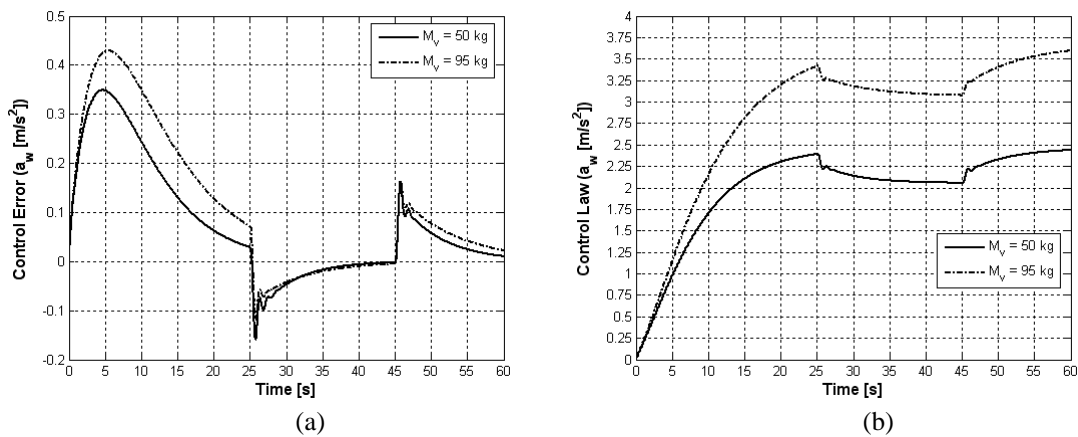 0.5
0.4
0.3
0.2
0.1
0
-0.1
-0.2
0 5 10 15 20 25 30 35 40 45 50 55 60
Control Error (a_w [m/s²])
Time [s]
M_v = 50 kg
M_v = 95 kg
(a)
4
3.75
3.5
3.25
3
2.75
2.5
2.25
2
1.75
1.5
1.25
1
0.75
0.5
0.25
0
0 5 10 15 20 25 30 35 40 45 50 55 60
Control Law (a_w [m/s²])
Time [s]
M_v = 50 kg
M_v = 95 kg
(b)